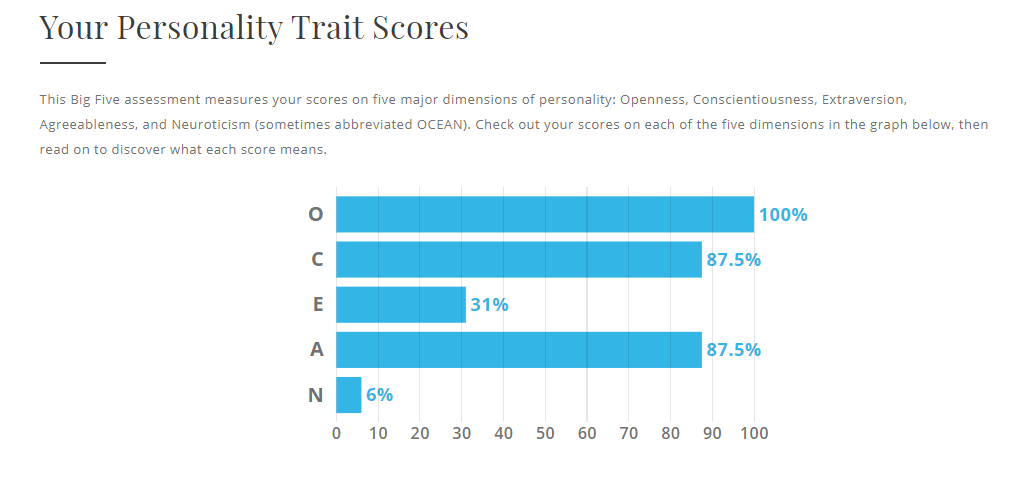 Your Personality Trait Scores
This Big Five assessment measures your scores on five major dimensions of personality: Openness, Conscientiousness, Extraversion,
Agreeableness, and Neuroticism (sometimes abbreviated OCEAN). Check out your scores on each of the five dimensions in the graph below, then
read on to discover what each score means.
O 100%
C 87.5%
E 31%
A 87.5%
N 6%
0 10 20 30 40 50 60 70 80 90 100